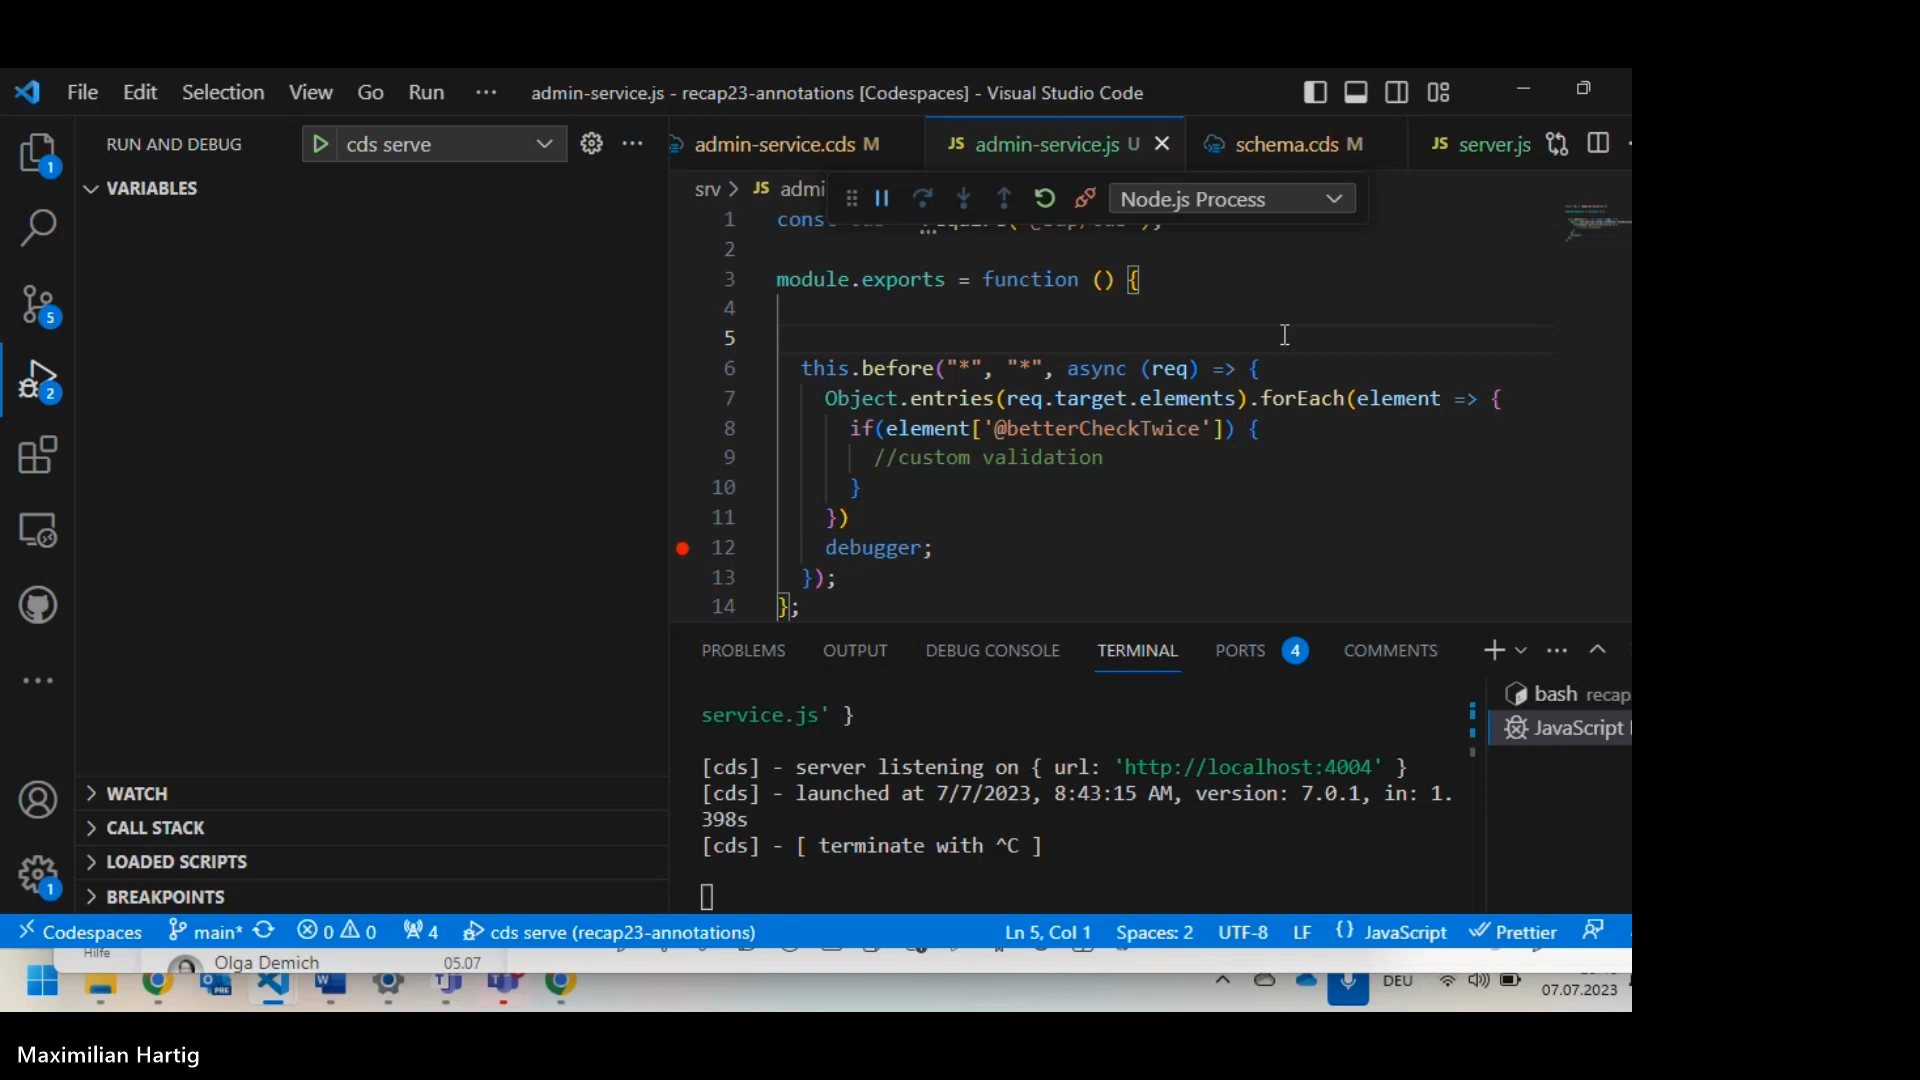 File Edit Selection View Go Run ··· admin-service.js - recap23-annotations [Codespaces] - Visual Studio Code
RUN AND DEBUG cds serve ···
admin-service.cds M JS admin-service.js U JS schema.cds M JS server.js
1
VARIABLES
srv > JS admi Node.js Process
1
2
3 module.exports = function () {
4
5
5
6 this.before("*", "*", async (req) => {
2
7 Object.entries(req.target.elements).forEach(element => {
8 if(element['@betterCheckTwice']) {
9 //custom validation
10 }
11 })
12 debugger;
13 });
14 };
PROBLEMS OUTPUT DEBUG CONSOLE TERMINAL PORTS 4 COMMENTS
service.js' }
[cds] - server listening on { url: 'http://localhost:4004' }
[cds] - launched at 7/7/2023, 8:43:15 AM, version: 7.0.1, in: 1.
398s
[cds] - [ terminate with ^C ]
bash recap
JavaScript
WATCH
CALL STACK
LOADED SCRIPTS
1
BREAKPOINTS
Codespaces main* 0 0 4 cds serve (recap23-annotations) Ln 5, Col 1 Spaces: 2 UTF-8 LF {} JavaScript Prettier
Hilfe
Olga Demich 05.07
DEU
07.07.2023
Maximilian Hartig